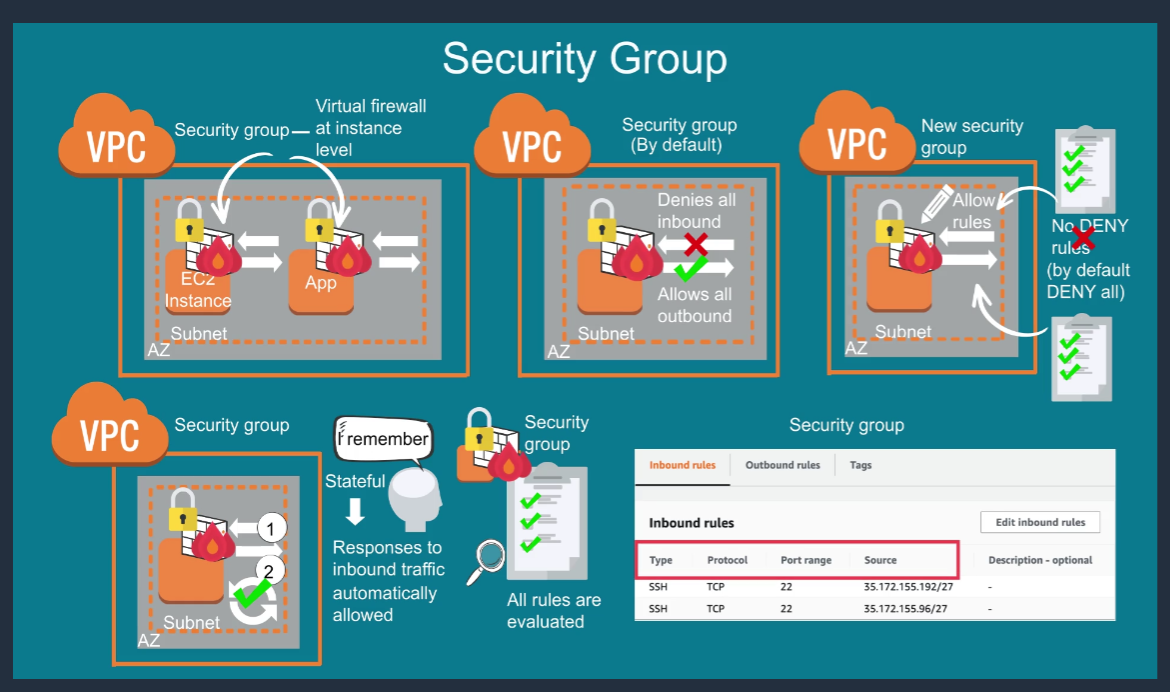 Security Group
VPC
Security group
Virtual firewall
at instance
level
EC2
Instance
App
Subnet
AZ
VPC
Security group
(By default)
Denies all
inbound
Allows all
outbound
Subnet
AZ
VPC
New security
group
Allow
rules
Subnet
AZ
No DENY
rules
(by default
DENY all)
VPC
Security group
1
2
Subnet
AZ
I remember
Stateful
Responses to
inbound traffic
automatically
allowed
Security
group
All rules are
evaluated
Security group
Inbound rules Outbound rules Tags
Inbound rules Edit inbound rules
Type Protocol Port range Source Description - optional
SSH TCP 22 35.172.155.192/27 -
SSH TCP 22 35.172.155.96/27 -